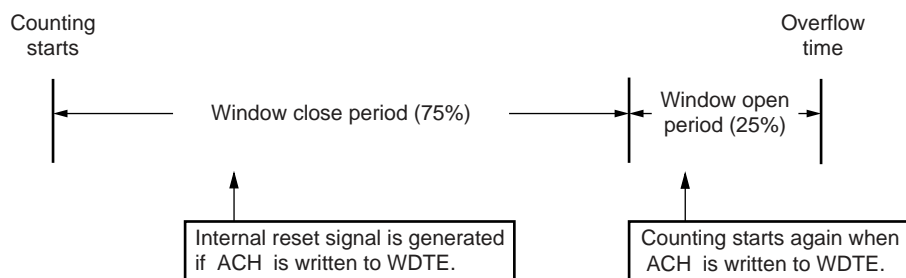 Counting
starts
Overflow
time
Window close period (75%)
Window open
period (25%)
Internal reset signal is generated
if ACH is written to WDTE.
Counting starts again when
ACH is written to WDTE.